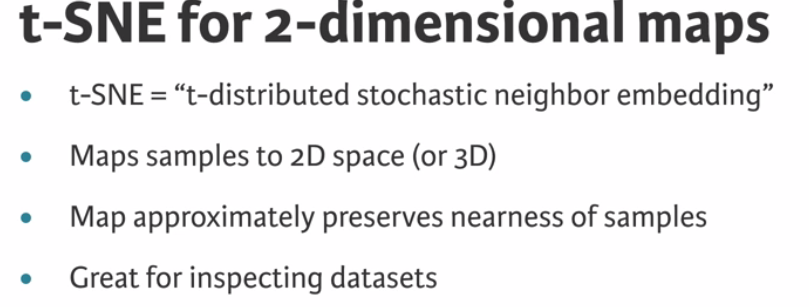 t-SNE for 2-dimensional maps
• t-SNE = “t-distributed stochastic neighbor embedding”
• Maps samples to 2D space (or 3D)
• Map approximately preserves nearness of samples
• Great for inspecting datasets